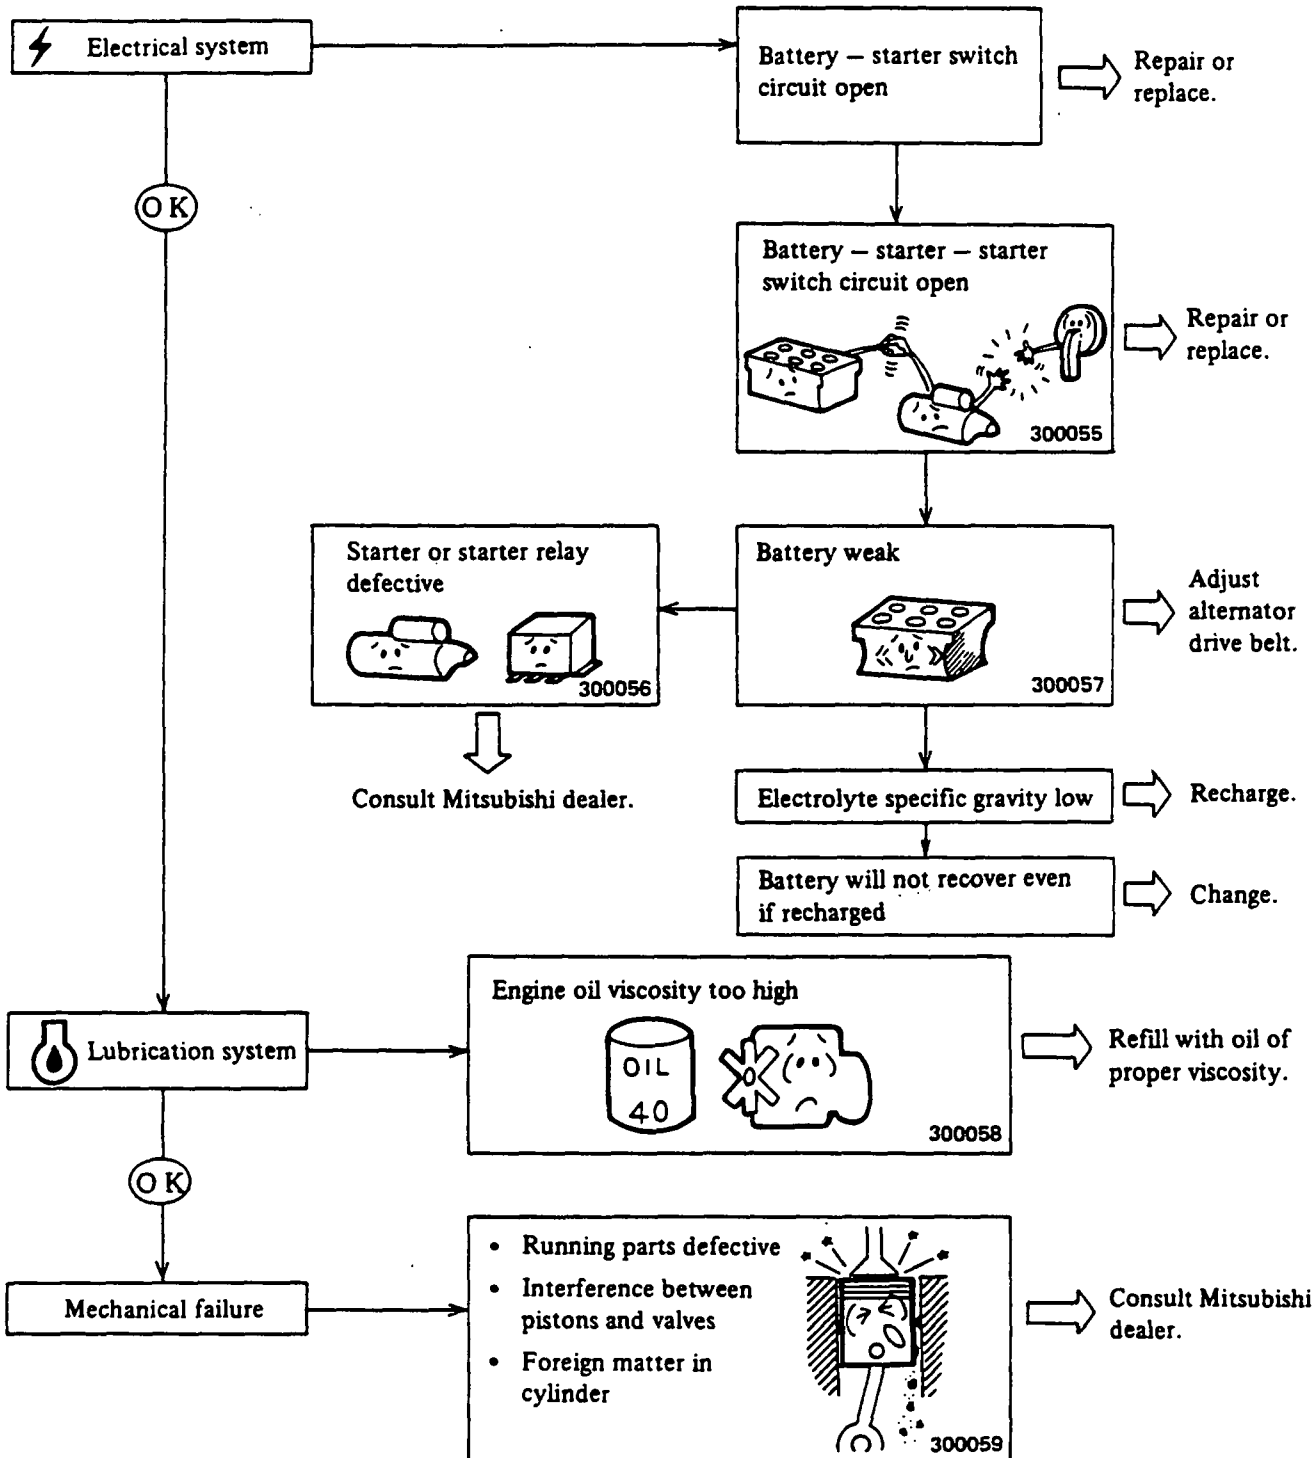 Electrical system
Battery – starter switch
circuit open
Repair or
replace.
OK
Battery – starter – starter
switch circuit open
Repair or
replace.
300055
Starter or starter relay
defective
300056
Consult Mitsubishi dealer.
Battery weak
300057
Adjust
alternator
drive belt.
Electrolyte specific gravity low
Recharge.
Battery will not recover even
if recharged
Change.
Lubrication system
Engine oil viscosity too high
OIL
40
300058
Refill with oil of
proper viscosity.
OK
Mechanical failure
• Running parts defective
• Interference between
pistons and valves
• Foreign matter in
cylinder
300059
Consult Mitsubishi
dealer.